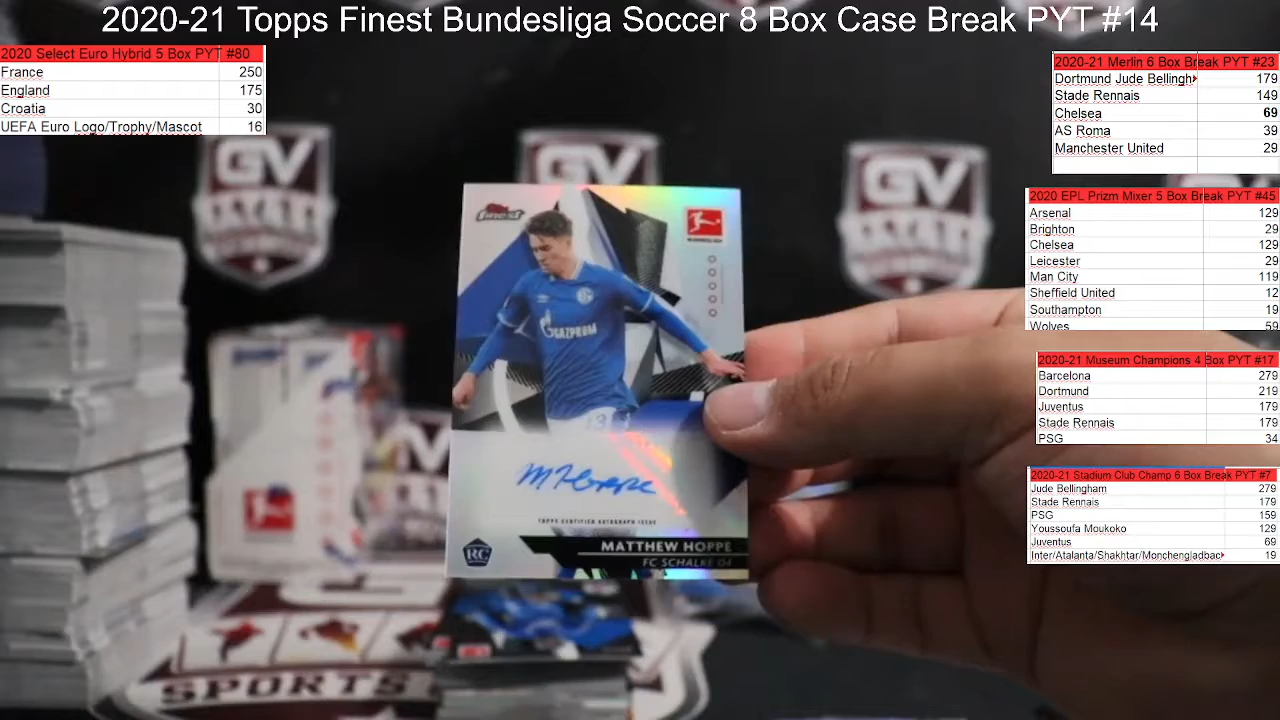 2020-21 Topps Finest Bundesliga Soccer 8 Box Case Break PYT #14
2020 Select Euro Hybrid 5 Box PYT #80
France 250
England 175
Croatia 30
UEFA Euro Logo/Trophy/Mascot 16
2020-21 Merlin 6 Box Break PYT #23
Dortmund Jude Bellingh
Stade Rennais 149
Chelsea 69
AS Roma 39
Manchester United 29
179
2020 EPL Prizm Mixer 5 Box Break PYT #45
Arsenal 129
Brighton 29
Chelsea 129
Leicester 29
Man City 119
Sheffield United 12
Southampton 19
Wolves 59
2020-21 Museum Champions 4 Box PYT #17
Barcelona 279
Dortmund 219
Juventus 179
Stade Rennais 179
PSG 34
2020-21 Stadium Club Champ 6 Box Break PYT #7
Jude Bellingham 279
Stade Rennais 179
PSG 159
Youssoufa Moukoko 129
Juventus 69
Inter/Atalanta/Shakhtar/Monchengladbac 19
GV
GV
GV
Finest
GAZPROM
13
TOPPS CERTIFIED AUTOGRAPH ISSUE
RC
MATTHEW HOPPE
FC SCHALKE 04
SPORTS